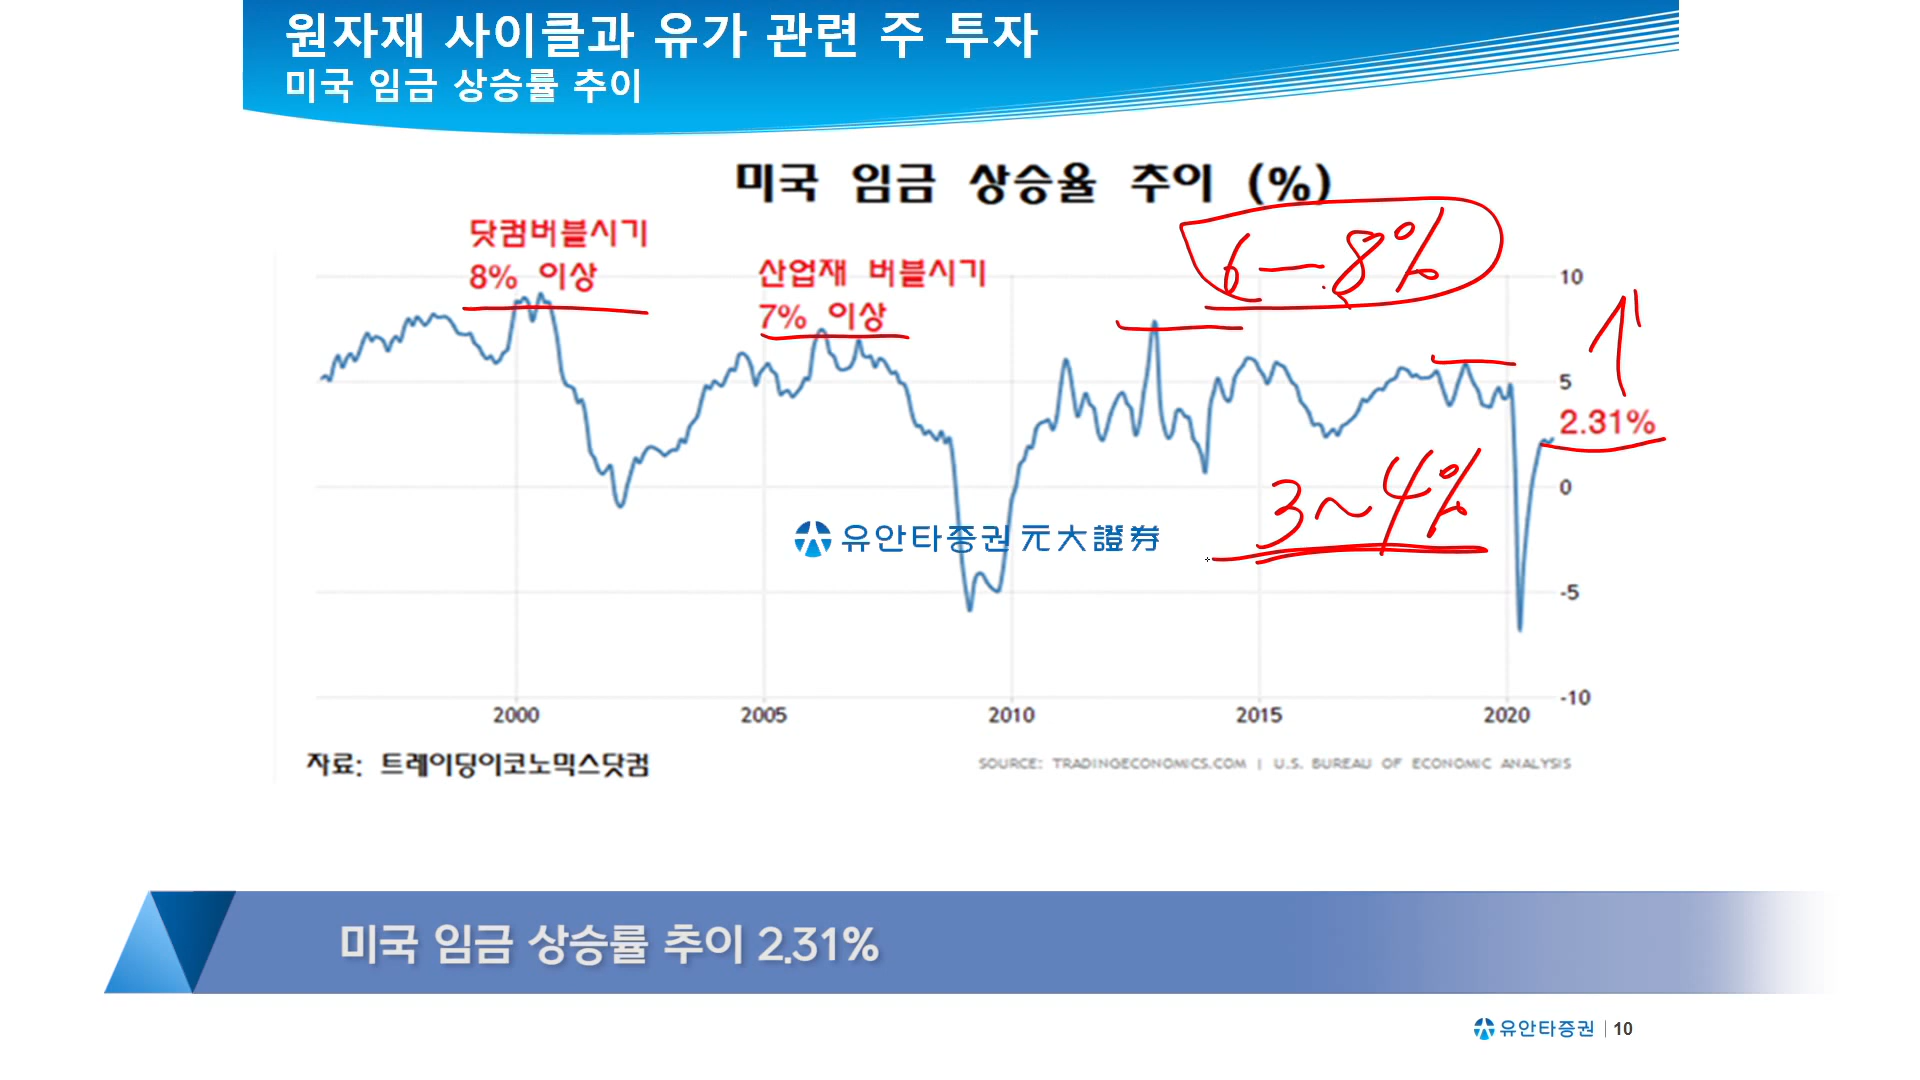 원자재 사이클과 유가 관련 주 투자
미국 임금 상승률 추이
미국 임금 상승율 추이 (%)
닷컴버블시기
8% 이상
산업재 버블시기
7% 이상
6-8%
10
5
2.31%
0
3~4%
-5
-10
유안타증권 元大證券
2000 2005 2010 2015 2020
자료: 트레이딩이코노믹스닷컴
SOURCE: TRADINGECONOMICS.COM | U.S. BUREAU OF ECONOMIC ANALYSIS
미국 임금 상승률 추이 2.31%
유안타증권 | 10